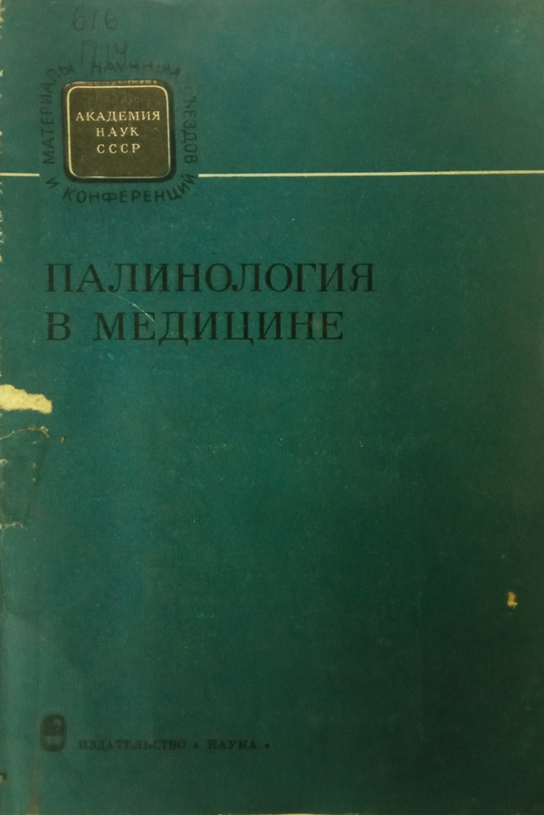 616
П14
МАТЕРИАЛЫ НАУЧНЫХ СЪЕЗДОВ
И КОНФЕРЕНЦИЙ
АКАДЕМИЯ
НАУК
СССР
ПАЛИНОЛОГИЯ
В МЕДИЦИНЕ
ИЗДАТЕЛЬСТВО «НАУКА»